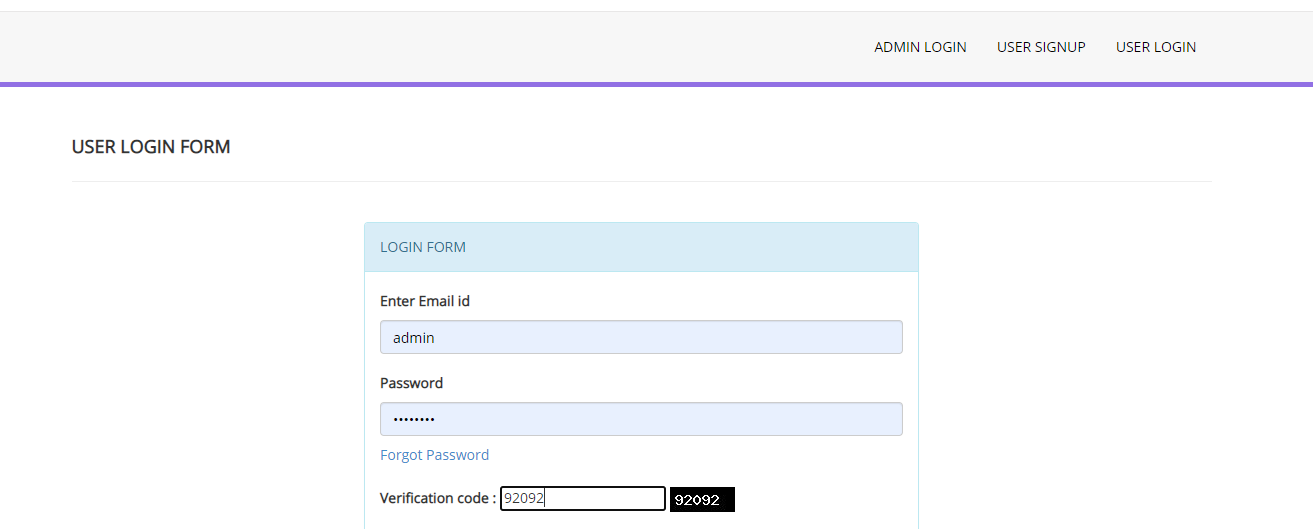 ADMIN LOGIN USER SIGNUP USER LOGIN
USER LOGIN FORM
LOGIN FORM
Enter Email id
admin
Password
••••••••
Forgot Password
Verification code : 92092 92092